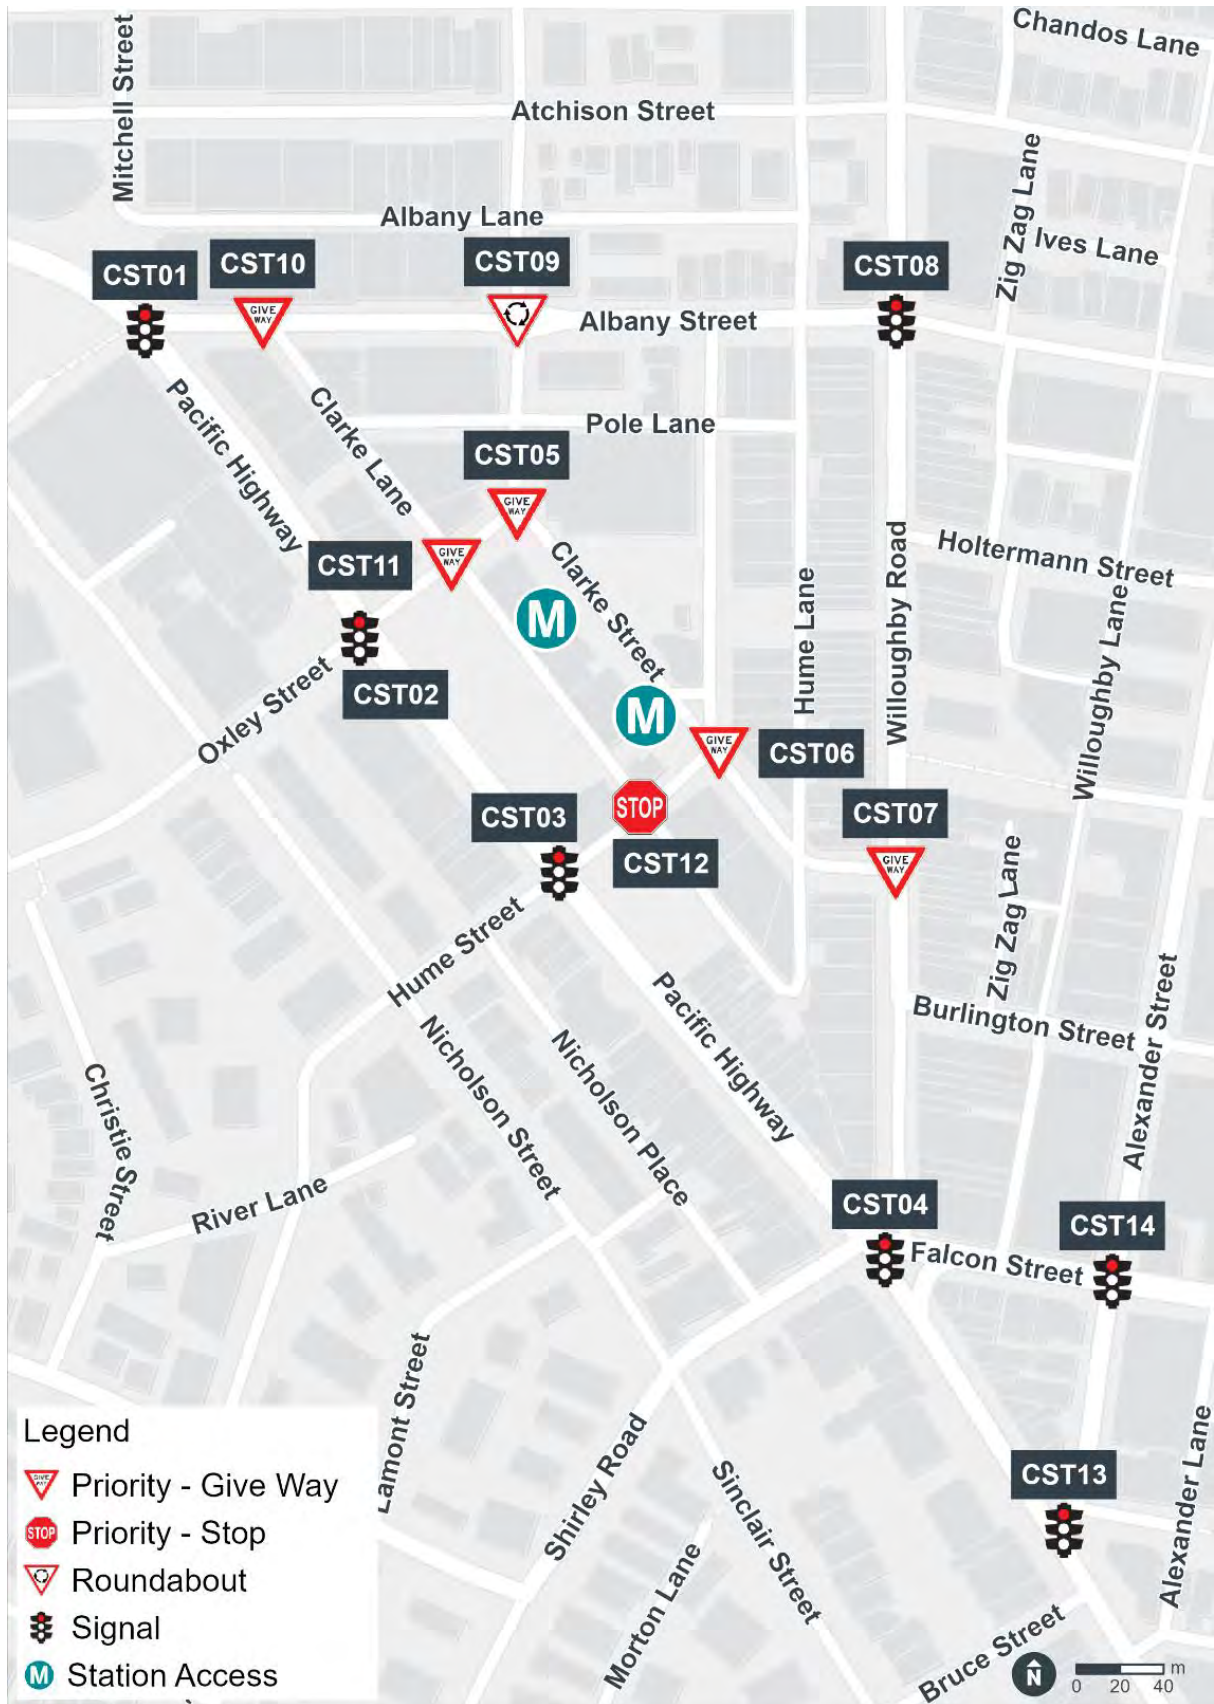 Chandos Lane
Mitchell Street
Atchison Street
Zig Zag Lane
Albany Lane
Ives Lane
CST01
CST10
CST09
CST08
GIVE
WAY
Albany Street
Pacific Highway
Clarke Lane
Pole Lane
CST05
GIVE
WAY
Willoughby Road
Holtermann Street
CST11
GIVE
WAY
Clarke Street
M
Hume Lane
Willoughby Lane
Oxley Street
CST02
M
GIVE
WAY
CST06
STOP
CST03
CST07
CST12
GIVE
WAY
Zig Zag Lane
Hume Street
Pacific Highway
Burlington Street
Alexander Street
Nicholson Street
Nicholson Place
Christie Street
River Lane
CST04
CST14
Falcon Street
Lamont Street
Shirley Road
Sinclair Street
CST13
Alexander Lane
Morton Lane
Bruce Street
Legend
GIVE
WAY
Priority - Give Way
STOP
Priority - Stop
Roundabout
Signal
M
Station Access
N
m
0 20 40